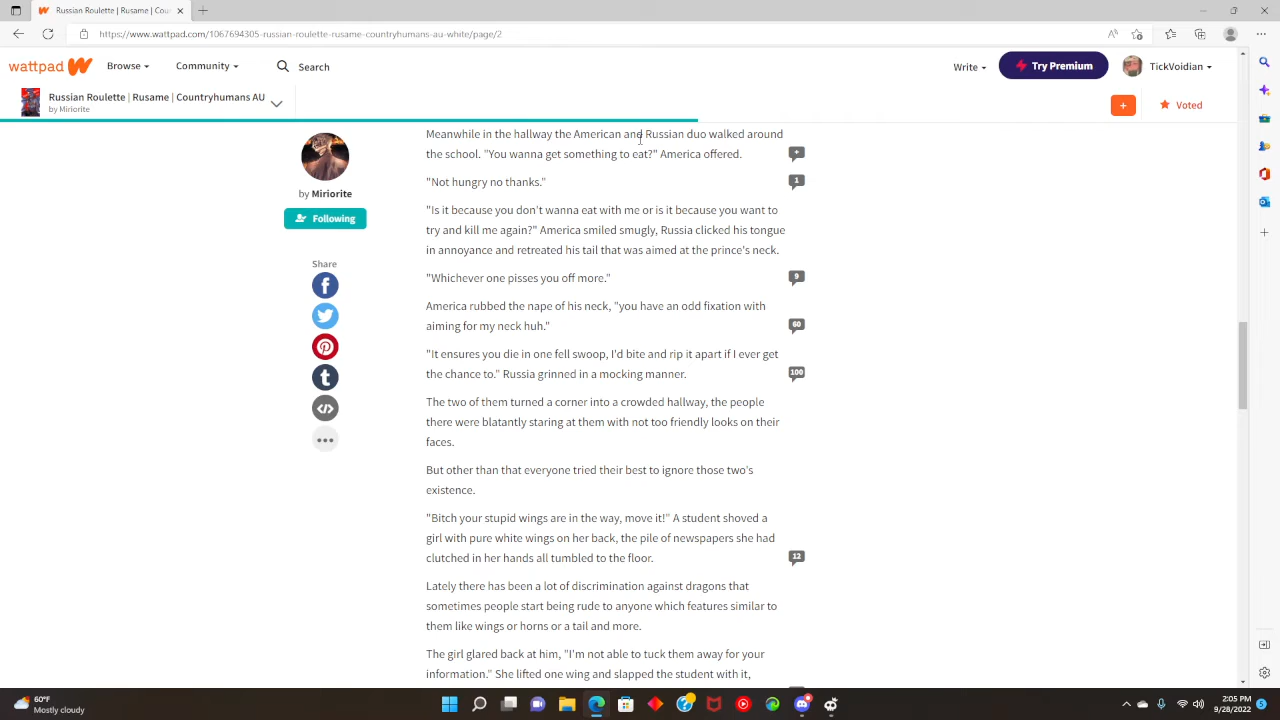 Russian Roulette | Rusame | Cou
https://www.wattpad.com/1067694305-russian-roulette-rusame-countryhumans-au-white/page/2
wattpad Browse Community Search Write Try Premium TickVoidian
Russian Roulette | Rusame | Countryhumans AU
by Miriorite
+ Voted
by Miriorite
Following
Share
Meanwhile in the hallway the American and Russian duo walked around
the school. "You wanna get something to eat?" America offered.
+
"Not hungry no thanks."
1
"Is it because you don't wanna eat with me or is it because you want to
try and kill me again?" America smiled smugly, Russia clicked his tongue
in annoyance and retreated his tail that was aimed at the prince's neck.
"Whichever one pisses you off more."
9
America rubbed the nape of his neck, "you have an odd fixation with
aiming for my neck huh."
60
"It ensures you die in one fell swoop, I'd bite and rip it apart if I ever get
the chance to." Russia grinned in a mocking manner.
100
The two of them turned a corner into a crowded hallway, the people
there were blatantly staring at them with not too friendly looks on their
faces.
But other than that everyone tried their best to ignore those two's
existence.
"Bitch your stupid wings are in the way, move it!" A student shoved a
girl with pure white wings on her back, the pile of newspapers she had
clutched in her hands all tumbled to the floor.
12
Lately there has been a lot of discrimination against dragons that
sometimes people start being rude to anyone which features similar to
them like wings or horns or a tail and more.
The girl glared back at him, "I'm not able to tuck them away for your
information." She lifted one wing and slapped the student with it,
60°F
Mostly cloudy
2:05 PM
9/28/2022